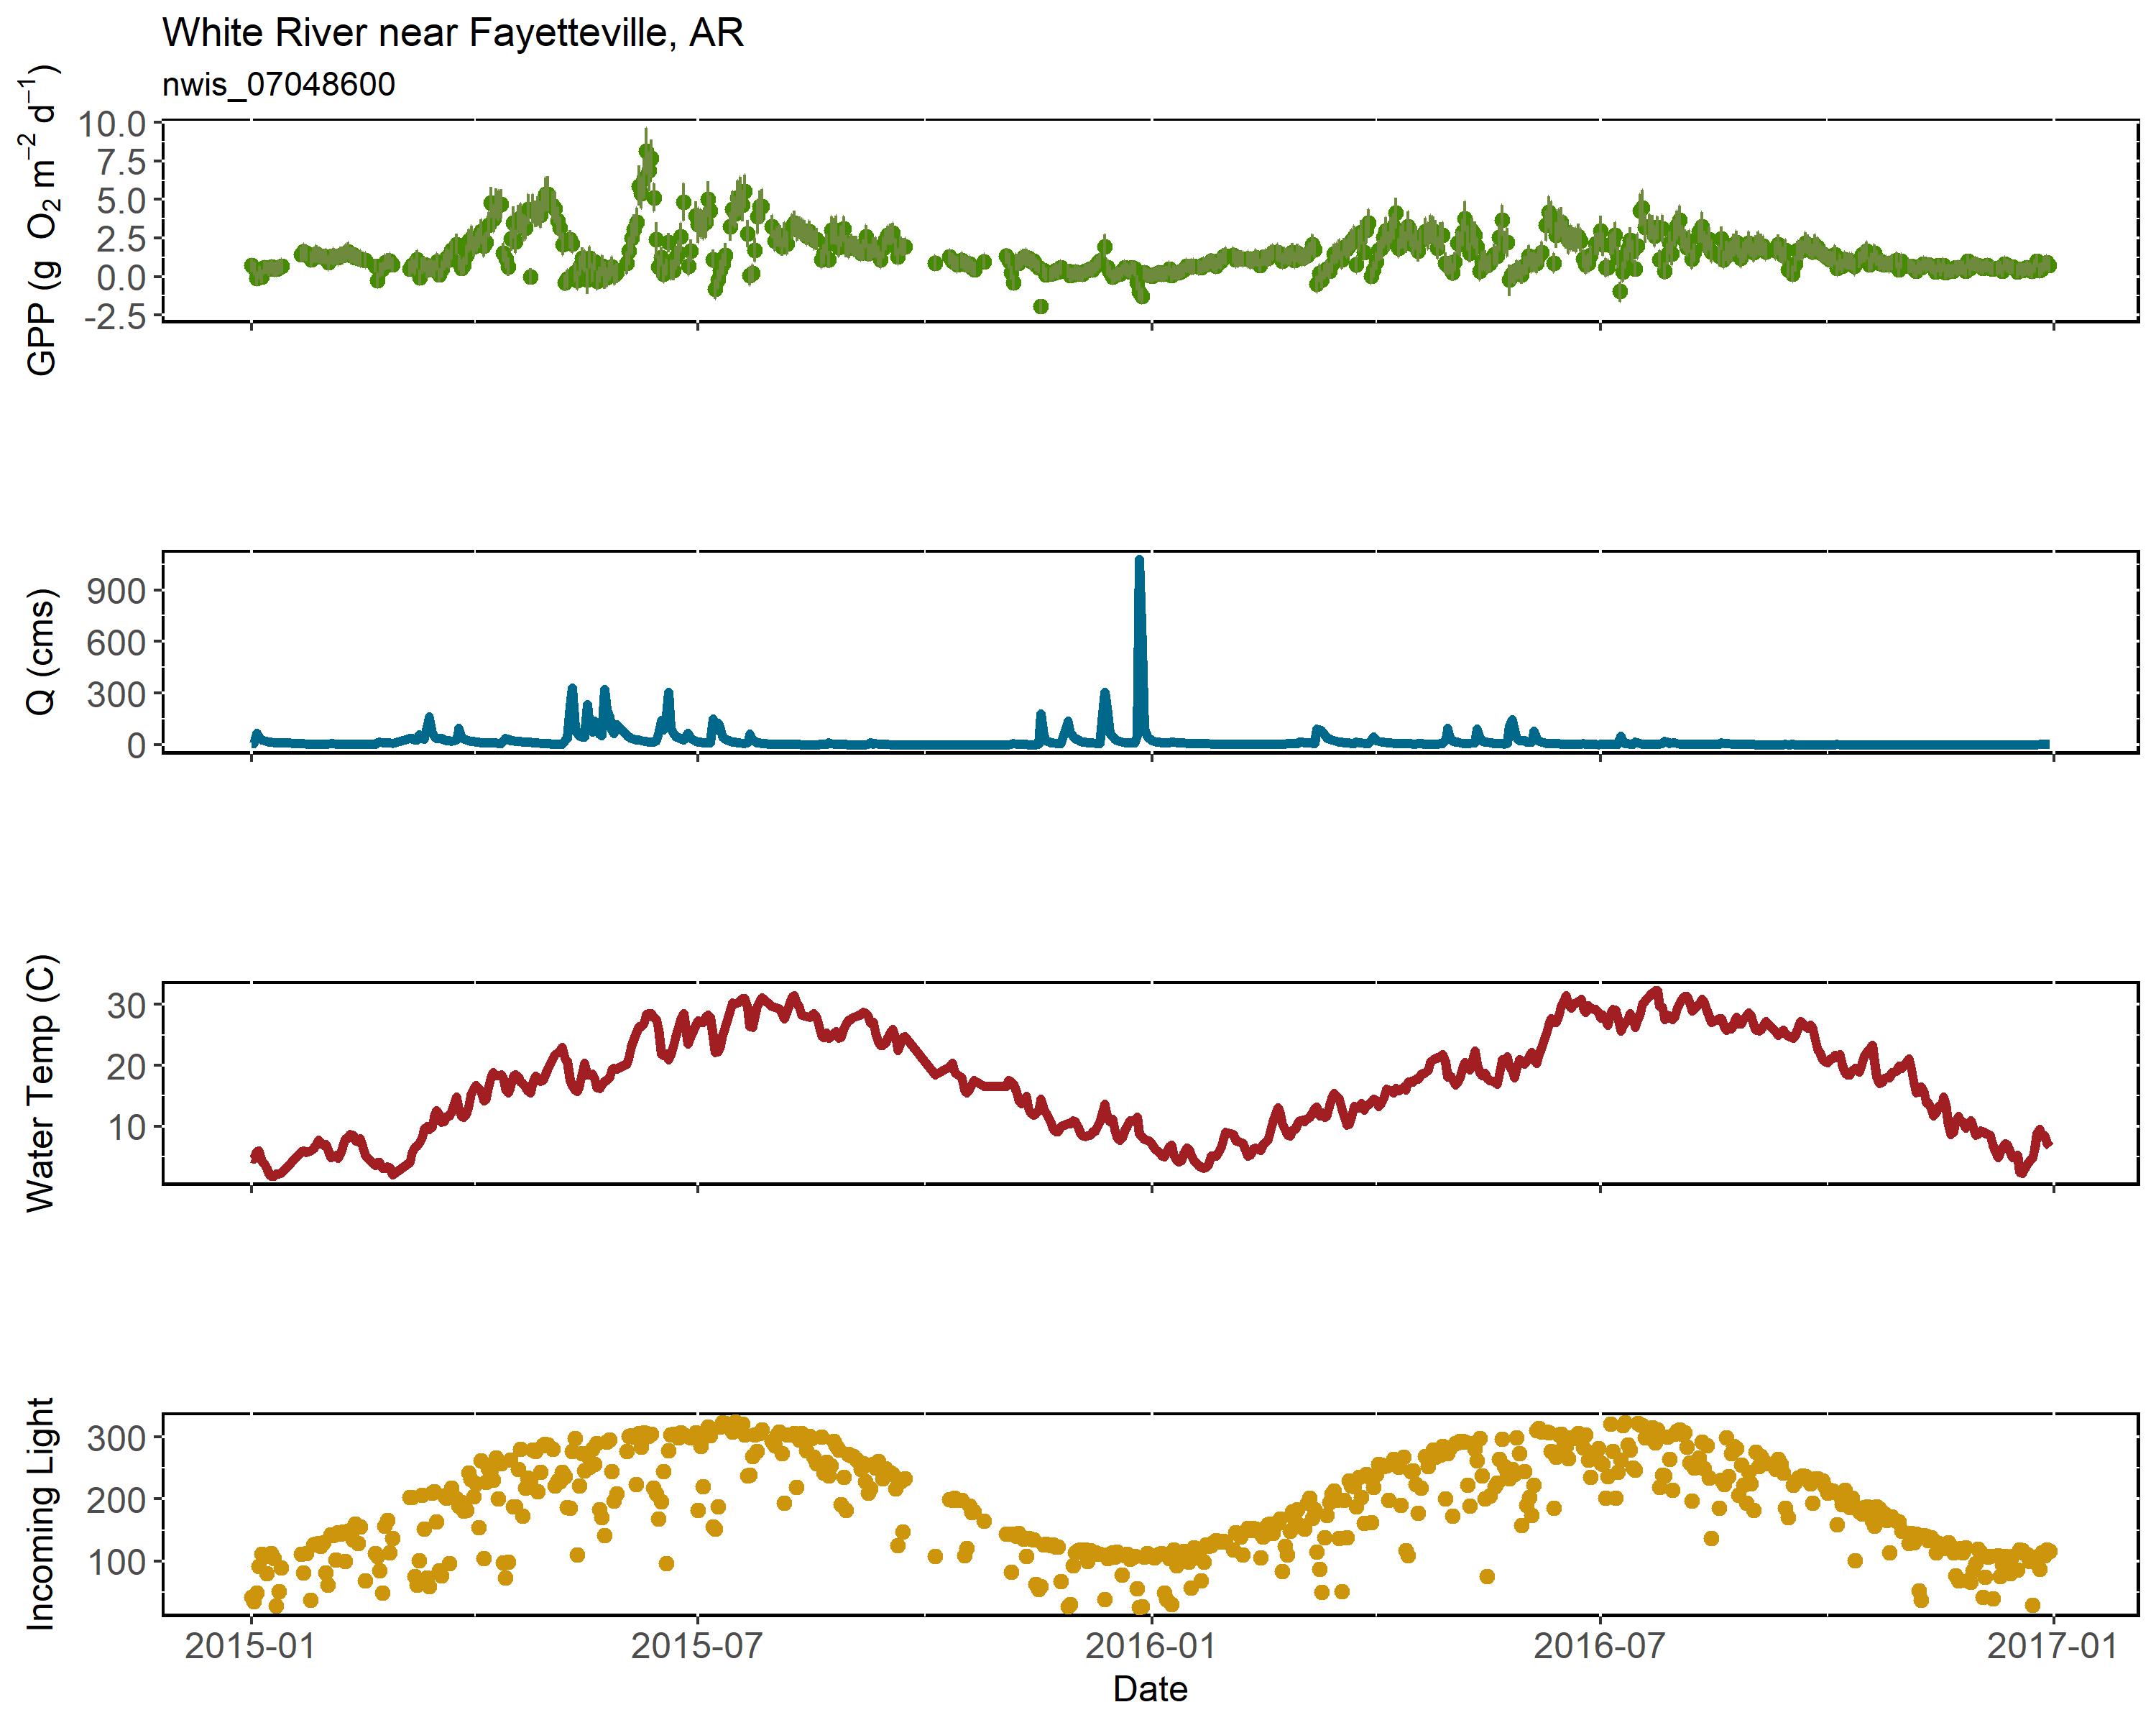 White River near Fayetteville, AR
nwis_07048600
GPP (g O₂ m⁻² d⁻¹)
10.0
7.5
5.0
2.5
0.0
-2.5
Q (cms)
900
600
300
0
Water Temp (C)
30
20
10
Incoming Light
300
200
100
2015-01 2015-07 2016-01 2016-07 2017-01
Date